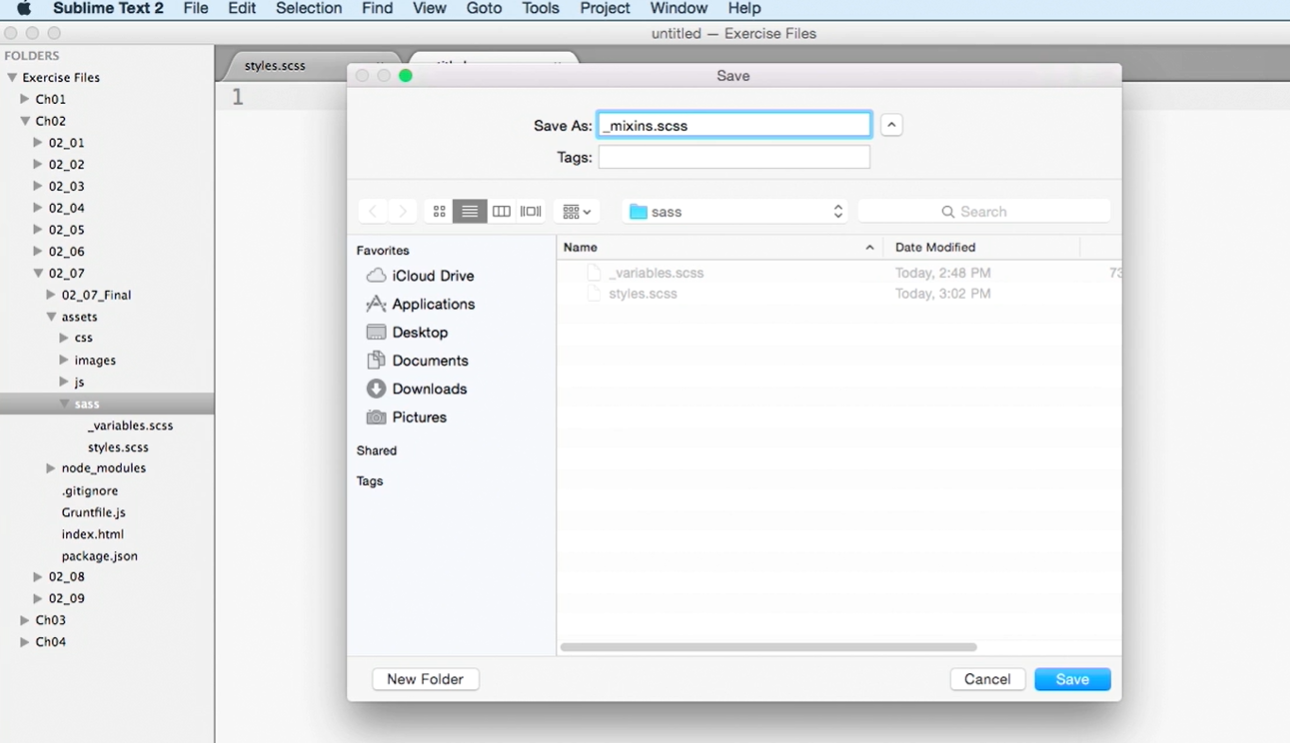 Sublime Text 2 File Edit Selection Find View Goto Tools Project Window Help
untitled — Exercise Files
FOLDERS
Exercise Files
Ch01
Ch02
02_01
02_02
02_03
02_04
02_05
02_06
02_07
02_07_Final
assets
css
images
js
sass
_variables.scss
styles.scss
node_modules
.gitignore
Gruntfile.js
index.html
package.json
02_08
02_09
Ch03
Ch04
styles.scss
1
Save
Save As: _mixins.scss
Tags:
sass
Search
Favorites
iCloud Drive
Applications
Desktop
Documents
Downloads
Pictures
Shared
Tags
Name Date Modified
_variables.scss Today, 2:48 PM 73
styles.scss Today, 3:02 PM
New Folder Cancel Save